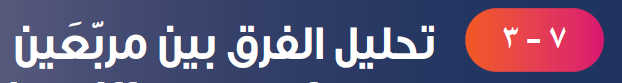 ٧ - ٣ تحليل الفرق بين مربّعَين